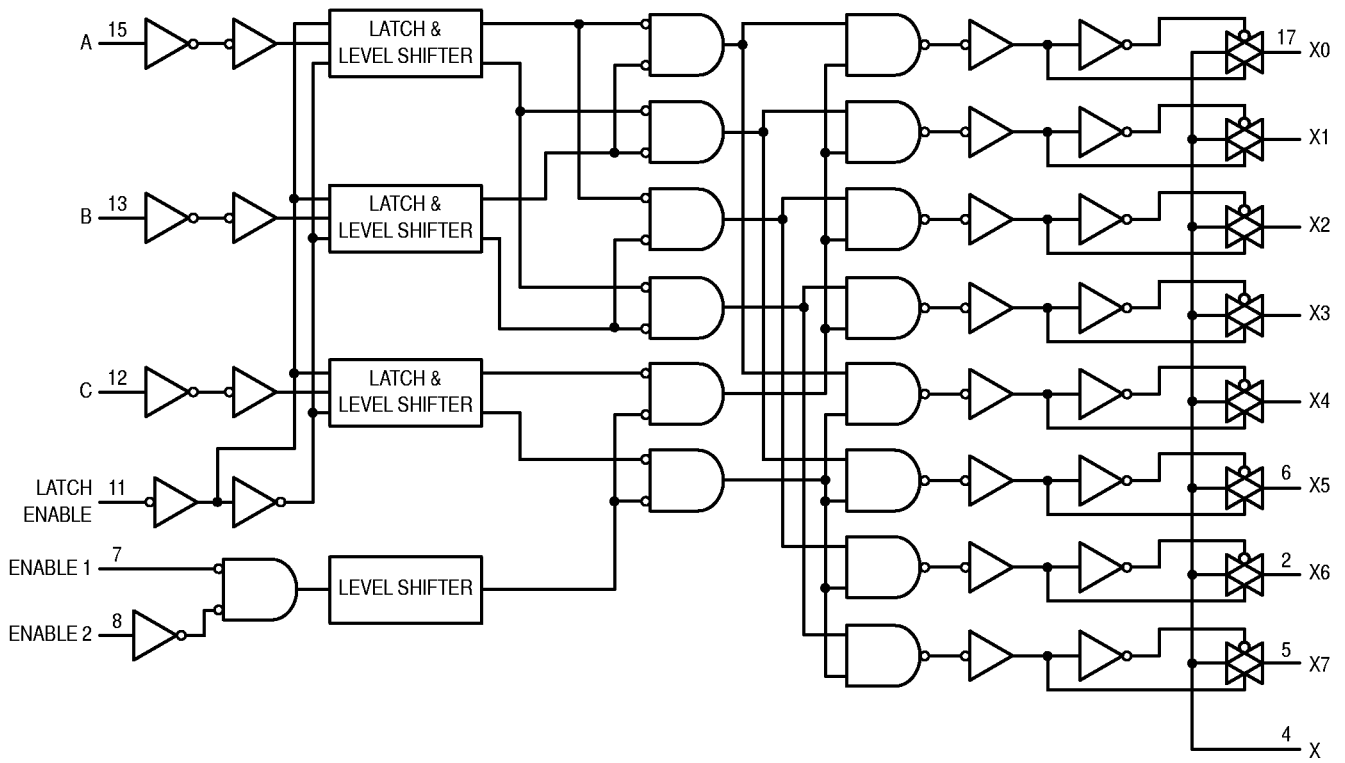 A 15
LATCH &
LEVEL SHIFTER
17 X0
X1
B 13
LATCH &
LEVEL SHIFTER
X2
X3
C 12
LATCH &
LEVEL SHIFTER
X4
LATCH 11
ENABLE
6 X5
ENABLE 1 7
LEVEL SHIFTER
2 X6
ENABLE 2 8
5 X7
4 X